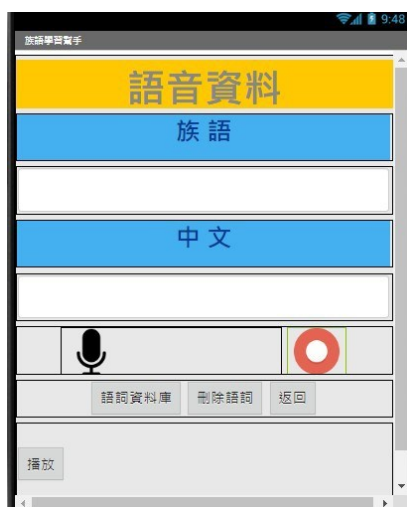 9:48
族語學習幫手
語音資料
族 語
中 文
語詞資料庫 刪除語詞 返回
播放